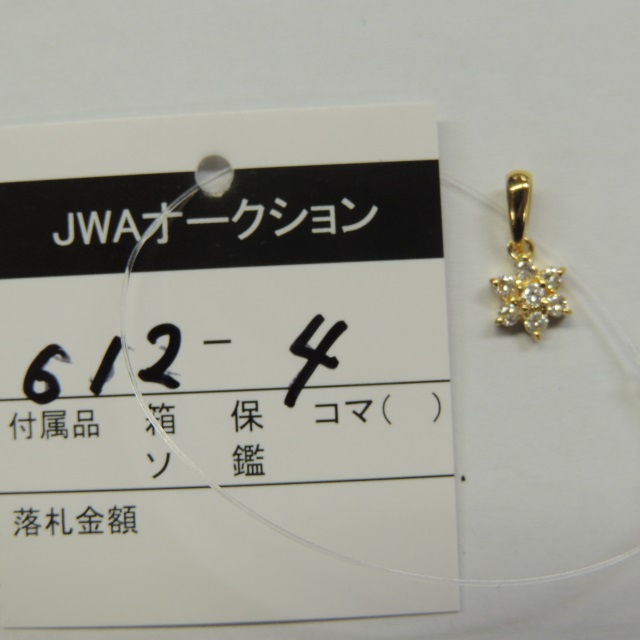 JWAオークション
612-4
付属品 箱 保 コマ( )
ソ 鑑
落札金額